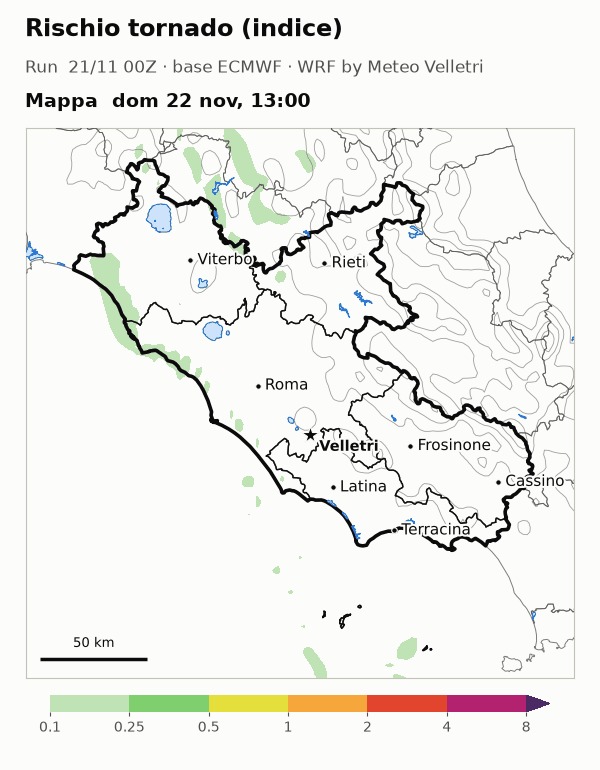 Rischio tornado (indice)
Run  21/11 00Z · base ECMWF · WRF by Meteo Velletri
Mappa  dom 22 nov, 13:00
Viterbo
Rieti
Roma
Velletri
Frosinone
Cassino
Latina
Terracina
50 km
0.1 0.25 0.5 1 2 4 8